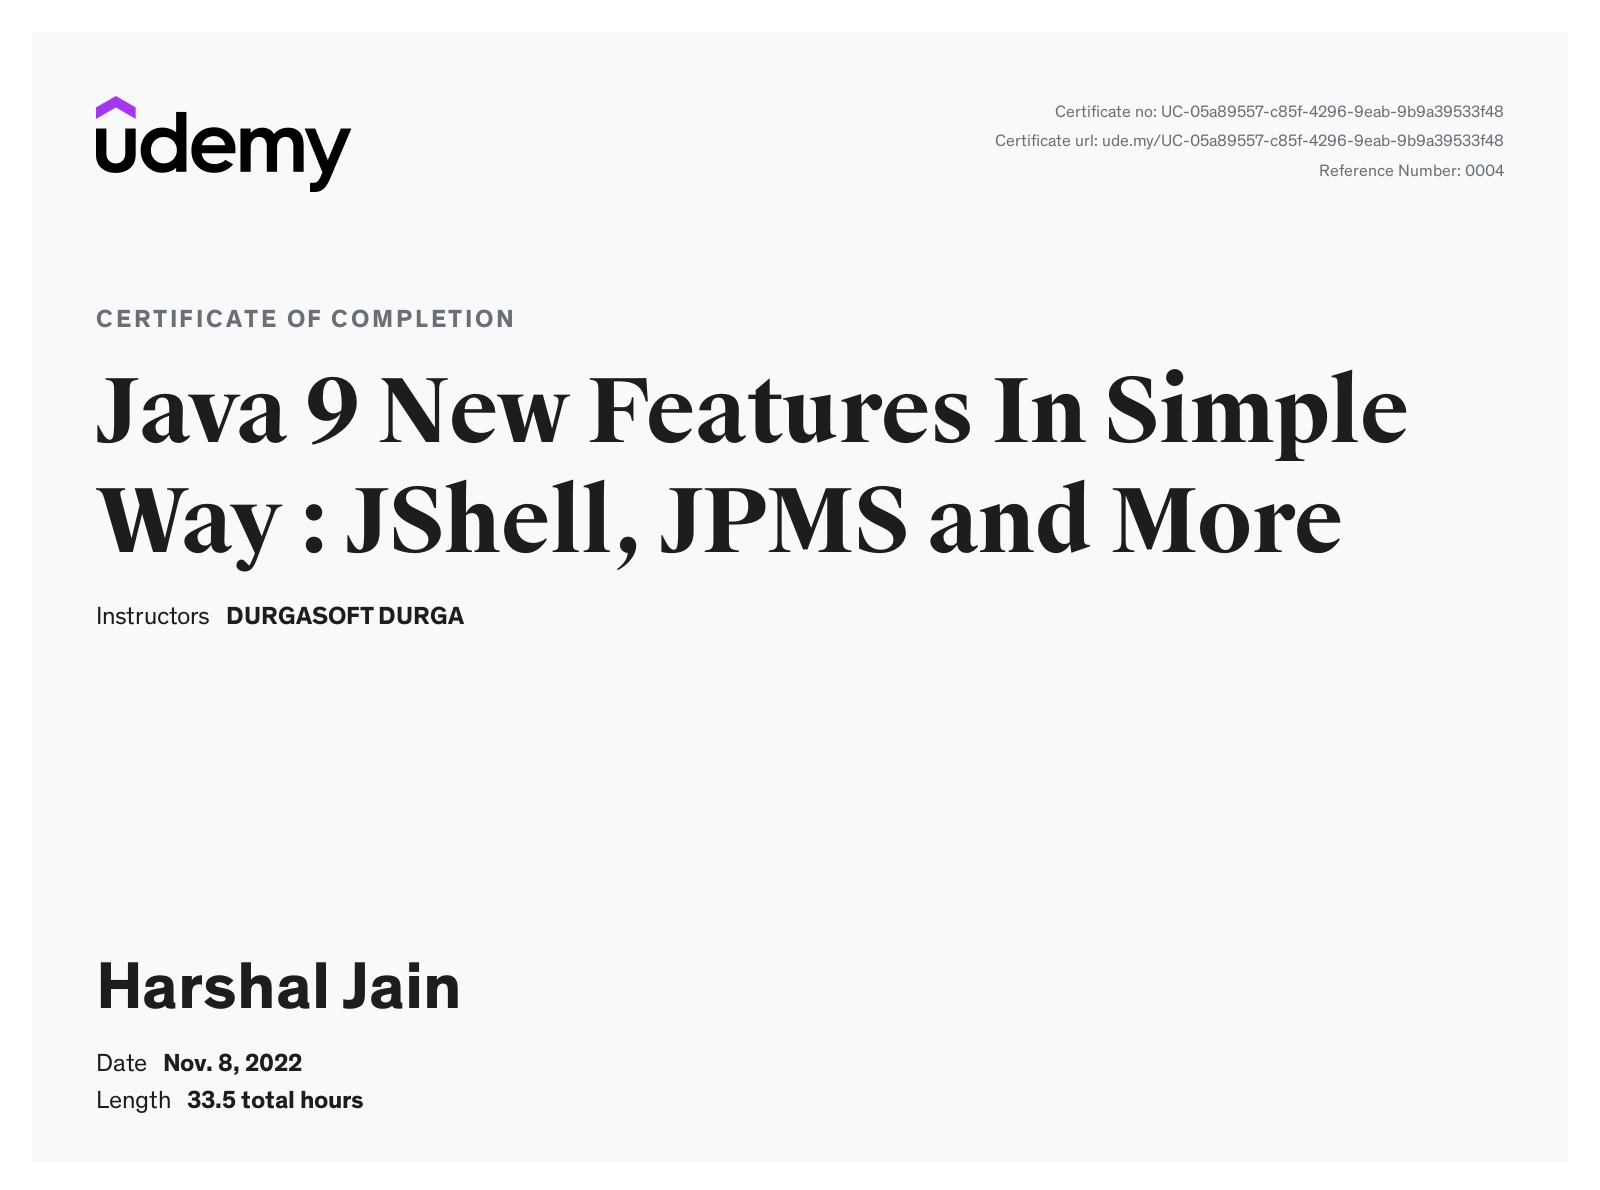 udemy
Certificate no: UC-05a89557-c85f-4296-9eab-9b9a39533f48
Certificate url: ude.my/UC-05a89557-c85f-4296-9eab-9b9a39533f48
Reference Number: 0004
CERTIFICATE OF COMPLETION
Java 9 New Features In Simple
Way : JShell, JPMS and More
Instructors DURGASOFT DURGA
Harshal Jain
Date Nov. 8, 2022
Length 33.5 total hours